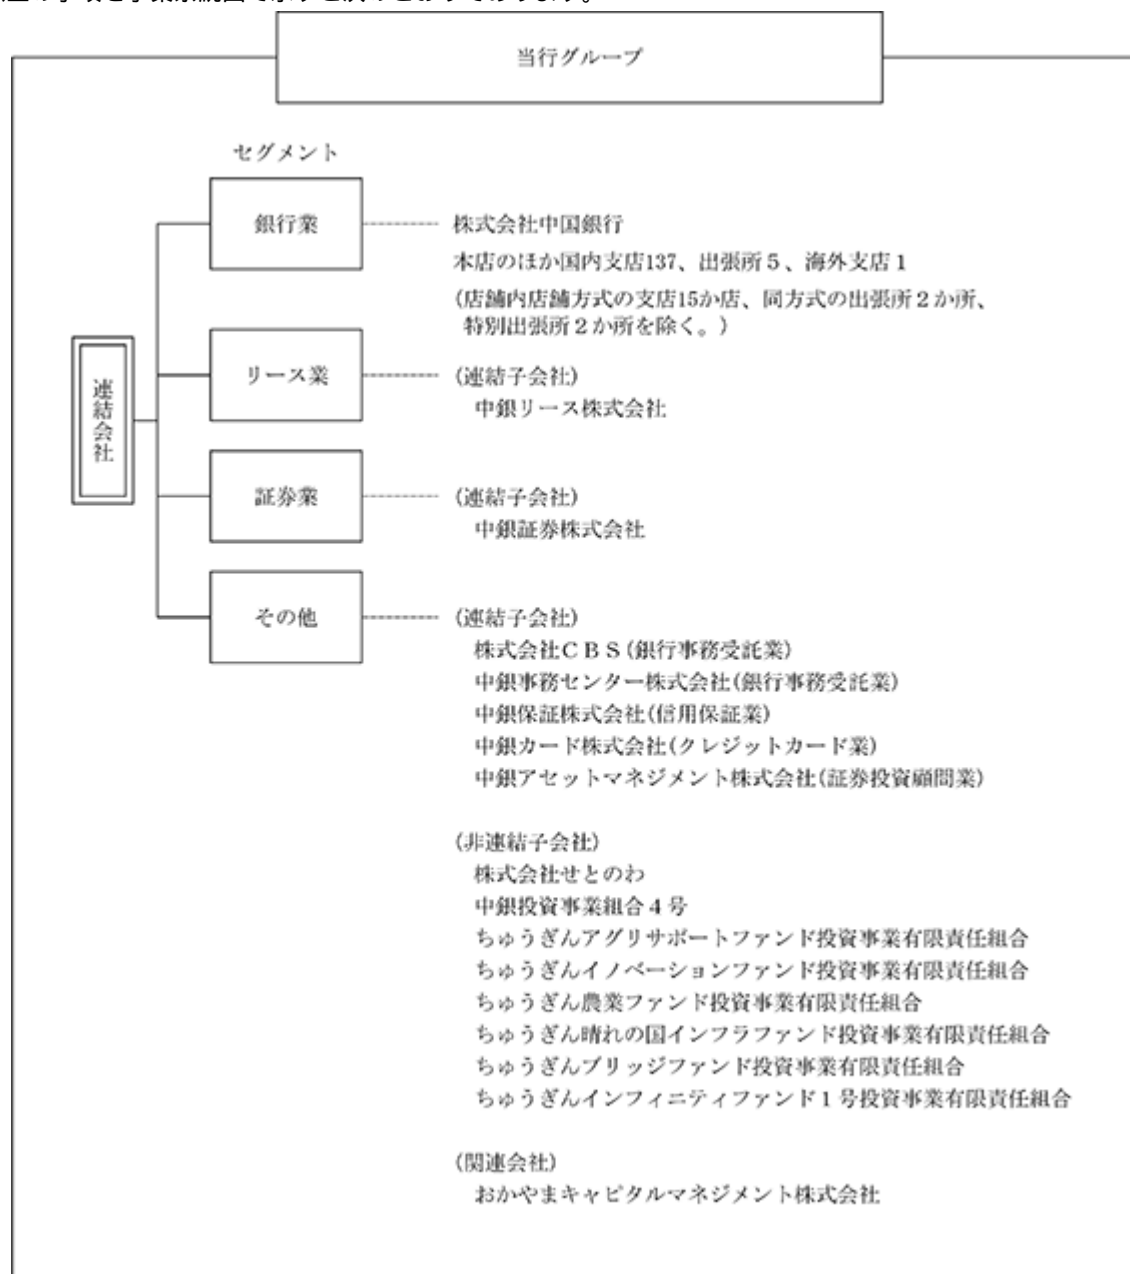 当行グループ
セグメント
銀行業
株式会社中国銀行
本店のほか国内支店137、出張所５、海外支店１
(店舗内店舗方式の支店15か店、同方式の出張所２か所、
特別出張所２か所を除く。)
連結会社
リース業
(連結子会社)
中銀リース株式会社
証券業
(連結子会社)
中銀証券株式会社
その他
(連結子会社)
株式会社ＣＢＳ(銀行事務受託業)
中銀事務センター株式会社(銀行事務受託業)
中銀保証株式会社(信用保証業)
中銀カード株式会社(クレジットカード業)
中銀アセットマネジメント株式会社(証券投資顧問業)
(非連結子会社)
株式会社せとのわ
中銀投資事業組合４号
ちゅうぎんアグリサポートファンド投資事業有限責任組合
ちゅうぎんイノベーションファンド投資事業有限責任組合
ちゅうぎん農業ファンド投資事業有限責任組合
ちゅうぎん晴れの国インフラファンド投資事業有限責任組合
ちゅうぎんブリッジファンド投資事業有限責任組合
ちゅうぎんインフィニティファンド１号投資事業有限責任組合
(関連会社)
おかやまキャピタルマネジメント株式会社